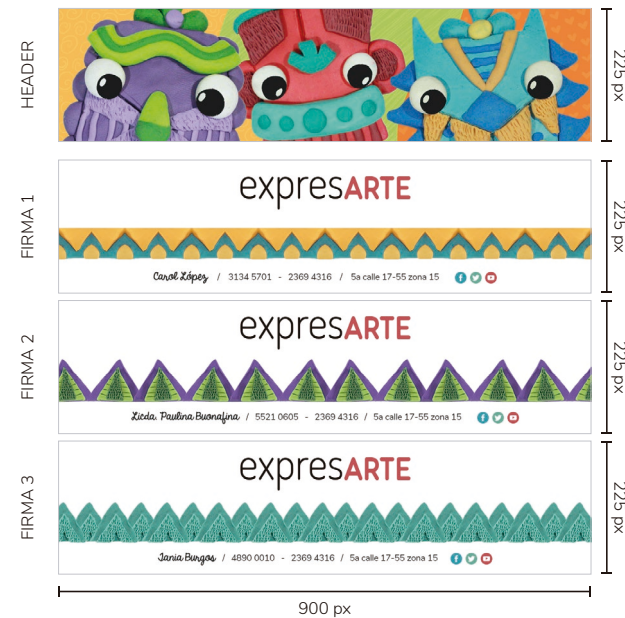 HEADER
225 px
FIRMA 1
expresARTE
Carol López / 3134 5701 - 2369 4316 / 5a calle 17-55 zona 15
225 px
FIRMA 2
expresARTE
Licda. Paulina Buonafina / 5521 0605 - 2369 4316 / 5a calle 17-55 zona 15
225 px
FIRMA 3
expresARTE
Tania Burgos / 4890 0010 - 2369 4316 / 5a calle 17-55 zona 15
225 px
900 px